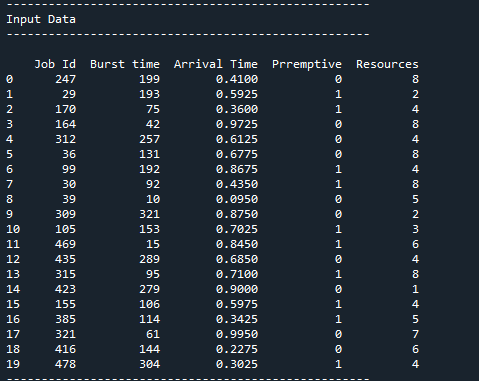 --------------------------------------------------
Input Data
--------------------------------------------------
Job Id Burst time Arrival Time Prremptive Resources
0 247 199 0.4100 0 8
1 29 193 0.5925 1 2
2 170 75 0.3600 1 4
3 164 42 0.9725 0 8
4 312 257 0.6125 0 4
5 36 131 0.6775 0 8
6 99 192 0.8675 1 4
7 30 92 0.4350 1 8
8 39 10 0.0950 0 5
9 309 321 0.8750 0 2
10 105 153 0.7025 1 3
11 469 15 0.8450 1 6
12 435 289 0.6850 0 4
13 315 95 0.7100 1 8
14 423 279 0.9000 0 1
15 155 106 0.5975 1 4
16 385 114 0.3425 1 5
17 321 61 0.9950 0 7
18 416 144 0.2275 0 6
19 478 304 0.3025 1 4
--------------------------------------------------